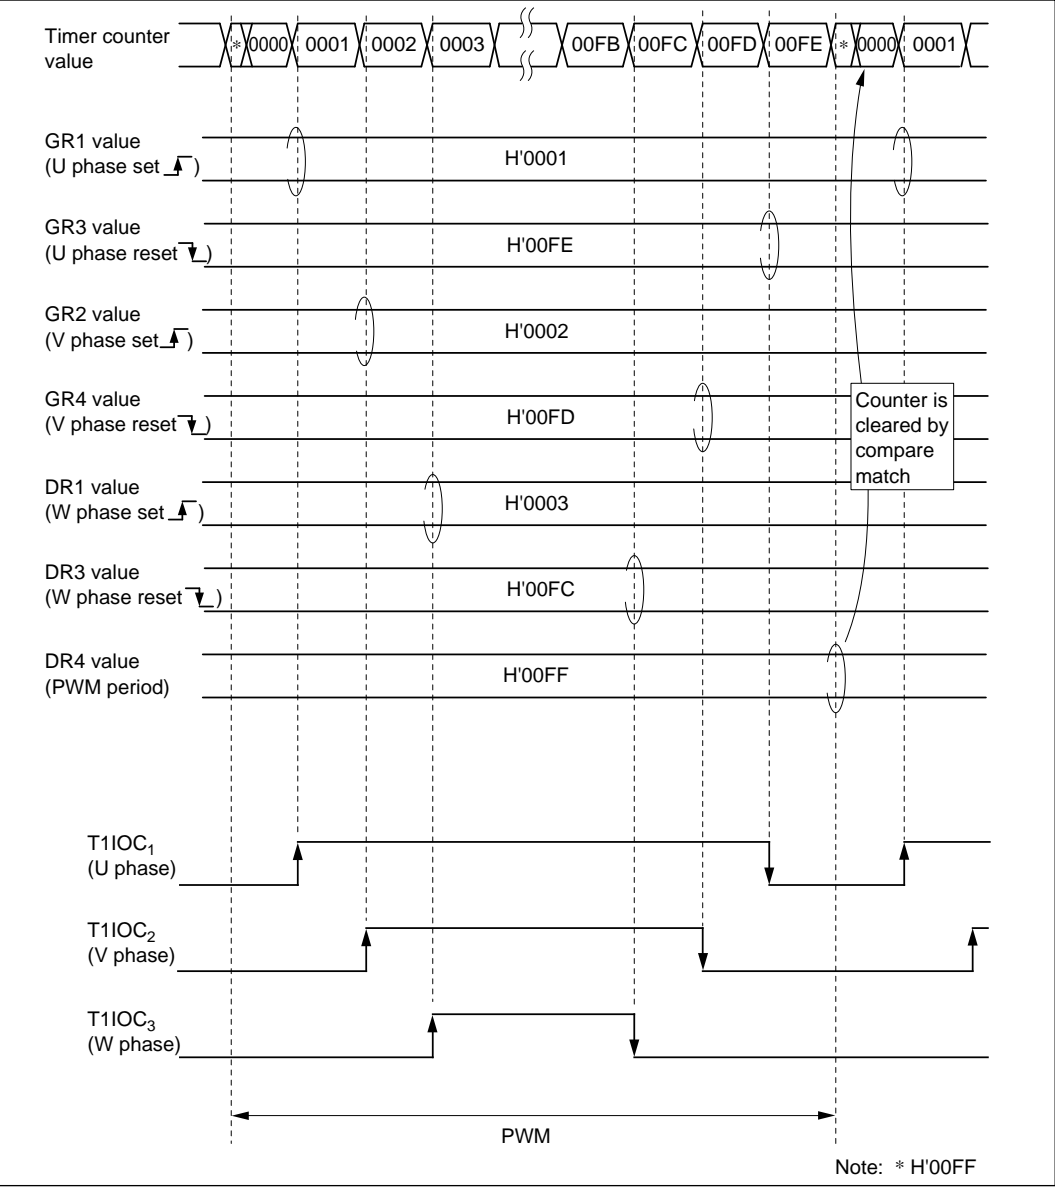 Timer counter
value
* 0000 0001 0002 0003 00FB 00FC 00FD 00FE * 0000 0001
GR1 value
(U phase set )
H'0001
GR3 value
(U phase reset )
H'00FE
GR2 value
(V phase set )
H'0002
GR4 value
(V phase reset )
H'00FD
Counter is
cleared by
compare
match
DR1 value
(W phase set )
H'0003
DR3 value
(W phase reset )
H'00FC
DR4 value
(PWM period)
H'00FF
T1IOC1
(U phase)
T1IOC2
(V phase)
T1IOC3
(W phase)
PWM
Note: * H'00FF